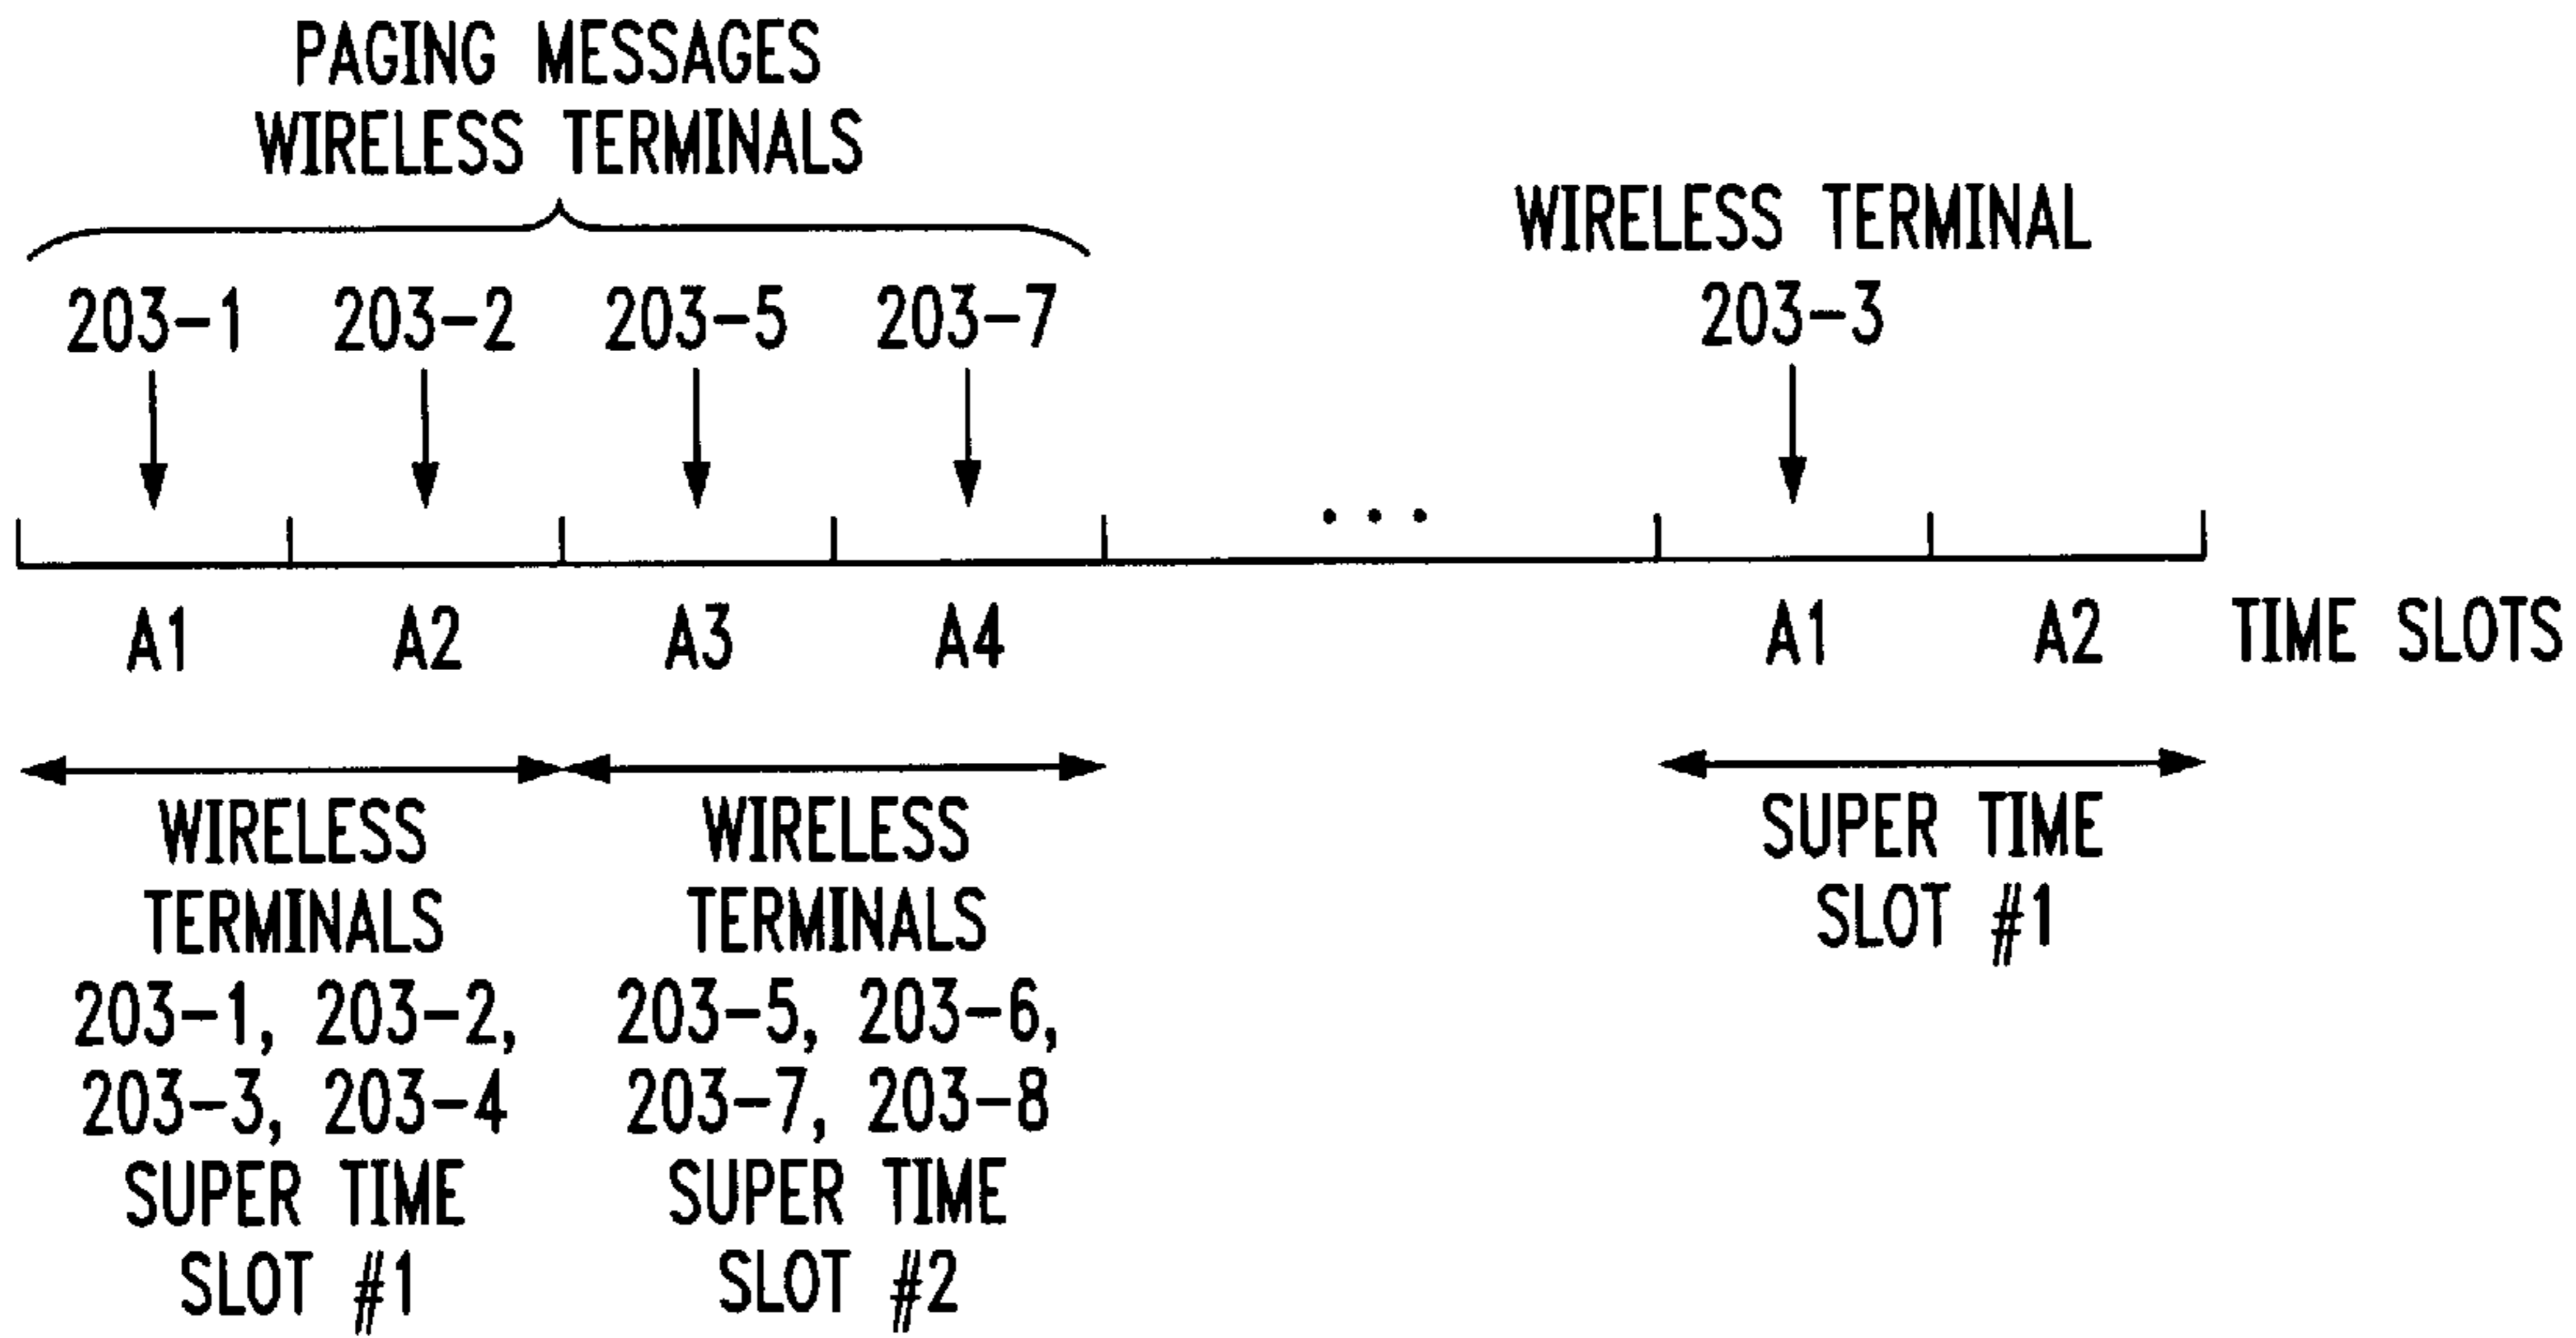 PAGING MESSAGES
WIRELESS TERMINALS
WIRELESS TERMINAL
203-1 203-2 203-5 203-7 203-3
• • •
A1 A2 A3 A4 A1 A2 TIME SLOTS
WIRELESS
TERMINALS
203-1, 203-2,
203-3, 203-4
SUPER TIME
SLOT #1
WIRELESS
TERMINALS
203-5, 203-6,
203-7, 203-8
SUPER TIME
SLOT #2
SUPER TIME
SLOT #1